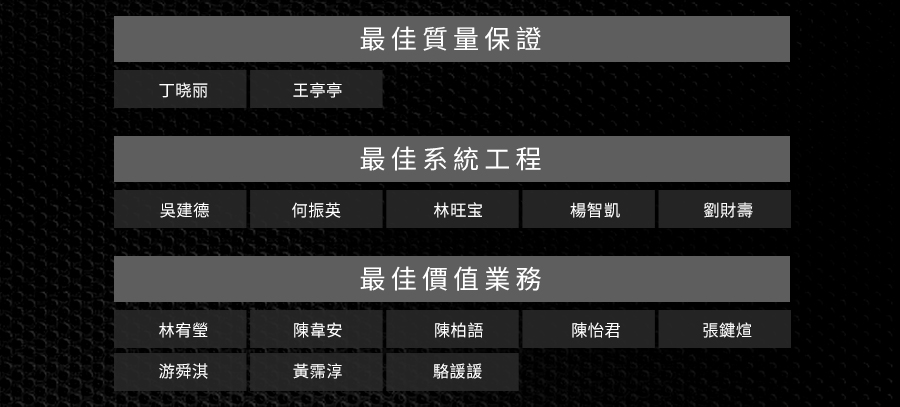 最佳質量保證
丁晓丽 王亭亭
最佳系統工程
吳建德 何振英 林旺宝 楊智凱 劉財壽
最佳價值業務
林宥瑩 陳韋安 陳柏語 陳怡君 張鍵煊
游舜淇 黃霈淳 駱諼諼